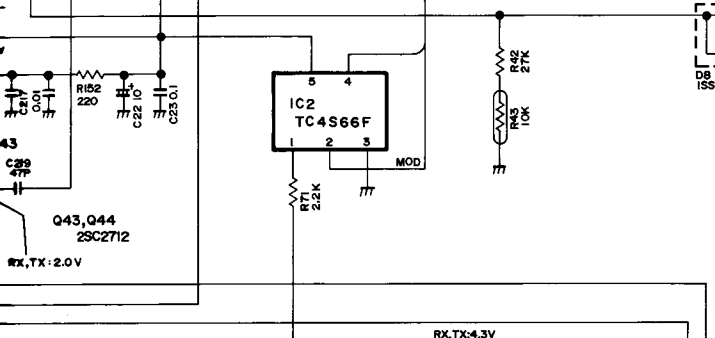 R42
27K
D8
ISS
5
4
C217
0.01
R152
220
C22 10
+
C23 0.1
IC2
TC4S66F
R43
10K
1
2
3
43
C219
47P
MOD
R71
2.2K
Q43,Q44
2SC2712
RX,TX:2.0V
RX,TX:4.3V